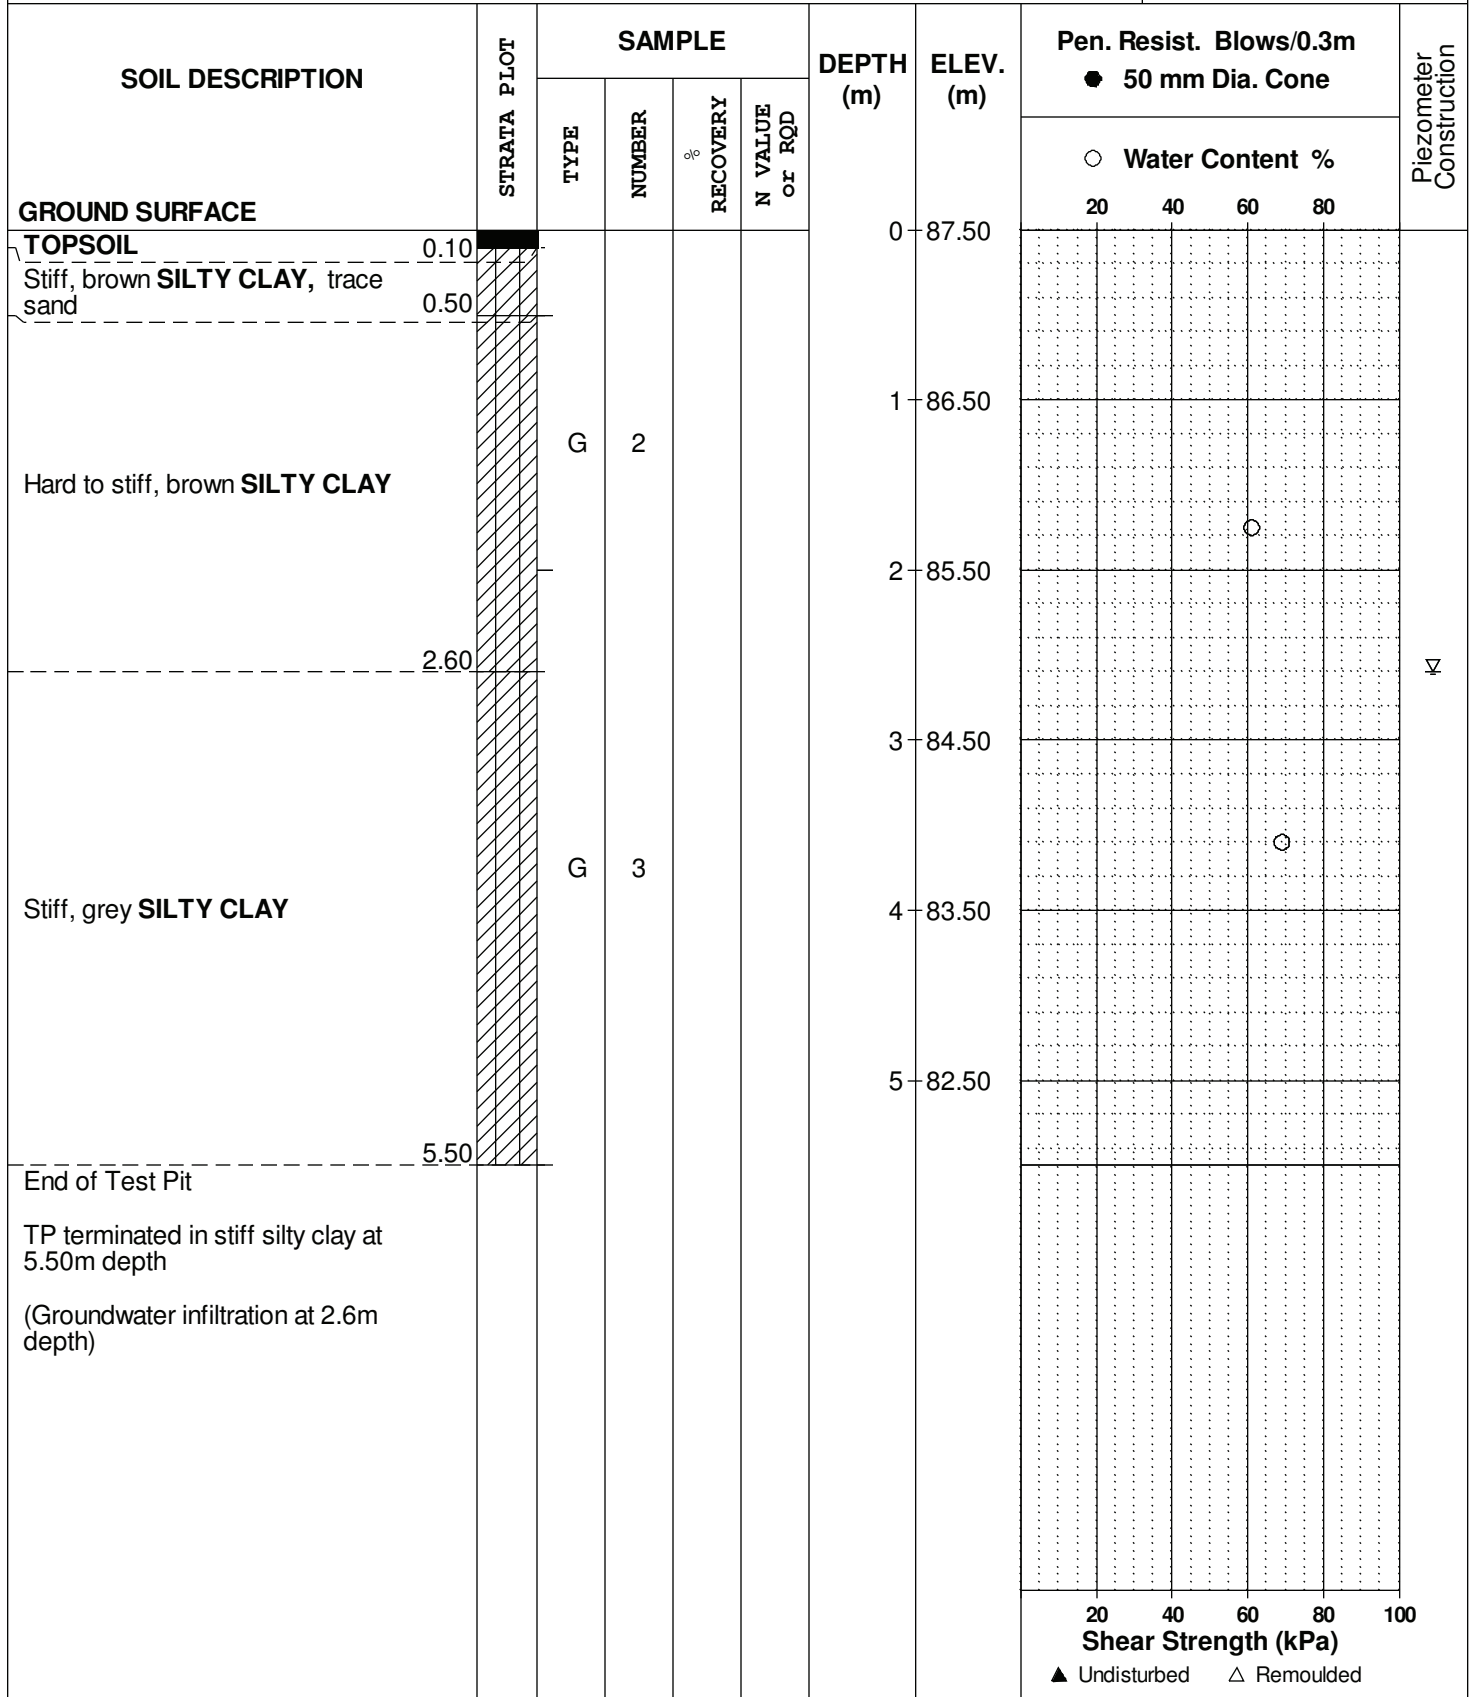 SOIL DESCRIPTION
STRATA PLOT
SAMPLE
TYPE
NUMBER
% RECOVERY
N VALUE or RQD
DEPTH (m)
ELEV. (m)
Pen. Resist. Blows/0.3m
● 50 mm Dia. Cone
○ Water Content %
20 40 60 80
Piezometer Construction
GROUND SURFACE
0 87.50
TOPSOIL 0.10
Stiff, brown SILTY CLAY, trace
sand 0.50
1 86.50
G 2
Hard to stiff, brown SILTY CLAY
2 85.50
2.60
3 84.50
G 3
Stiff, grey SILTY CLAY
4 83.50
5 82.50
5.50
End of Test Pit
TP terminated in stiff silty clay at
5.50m depth
(Groundwater infiltration at 2.6m
depth)
20 40 60 80 100
Shear Strength (kPa)
▲ Undisturbed △ Remoulded